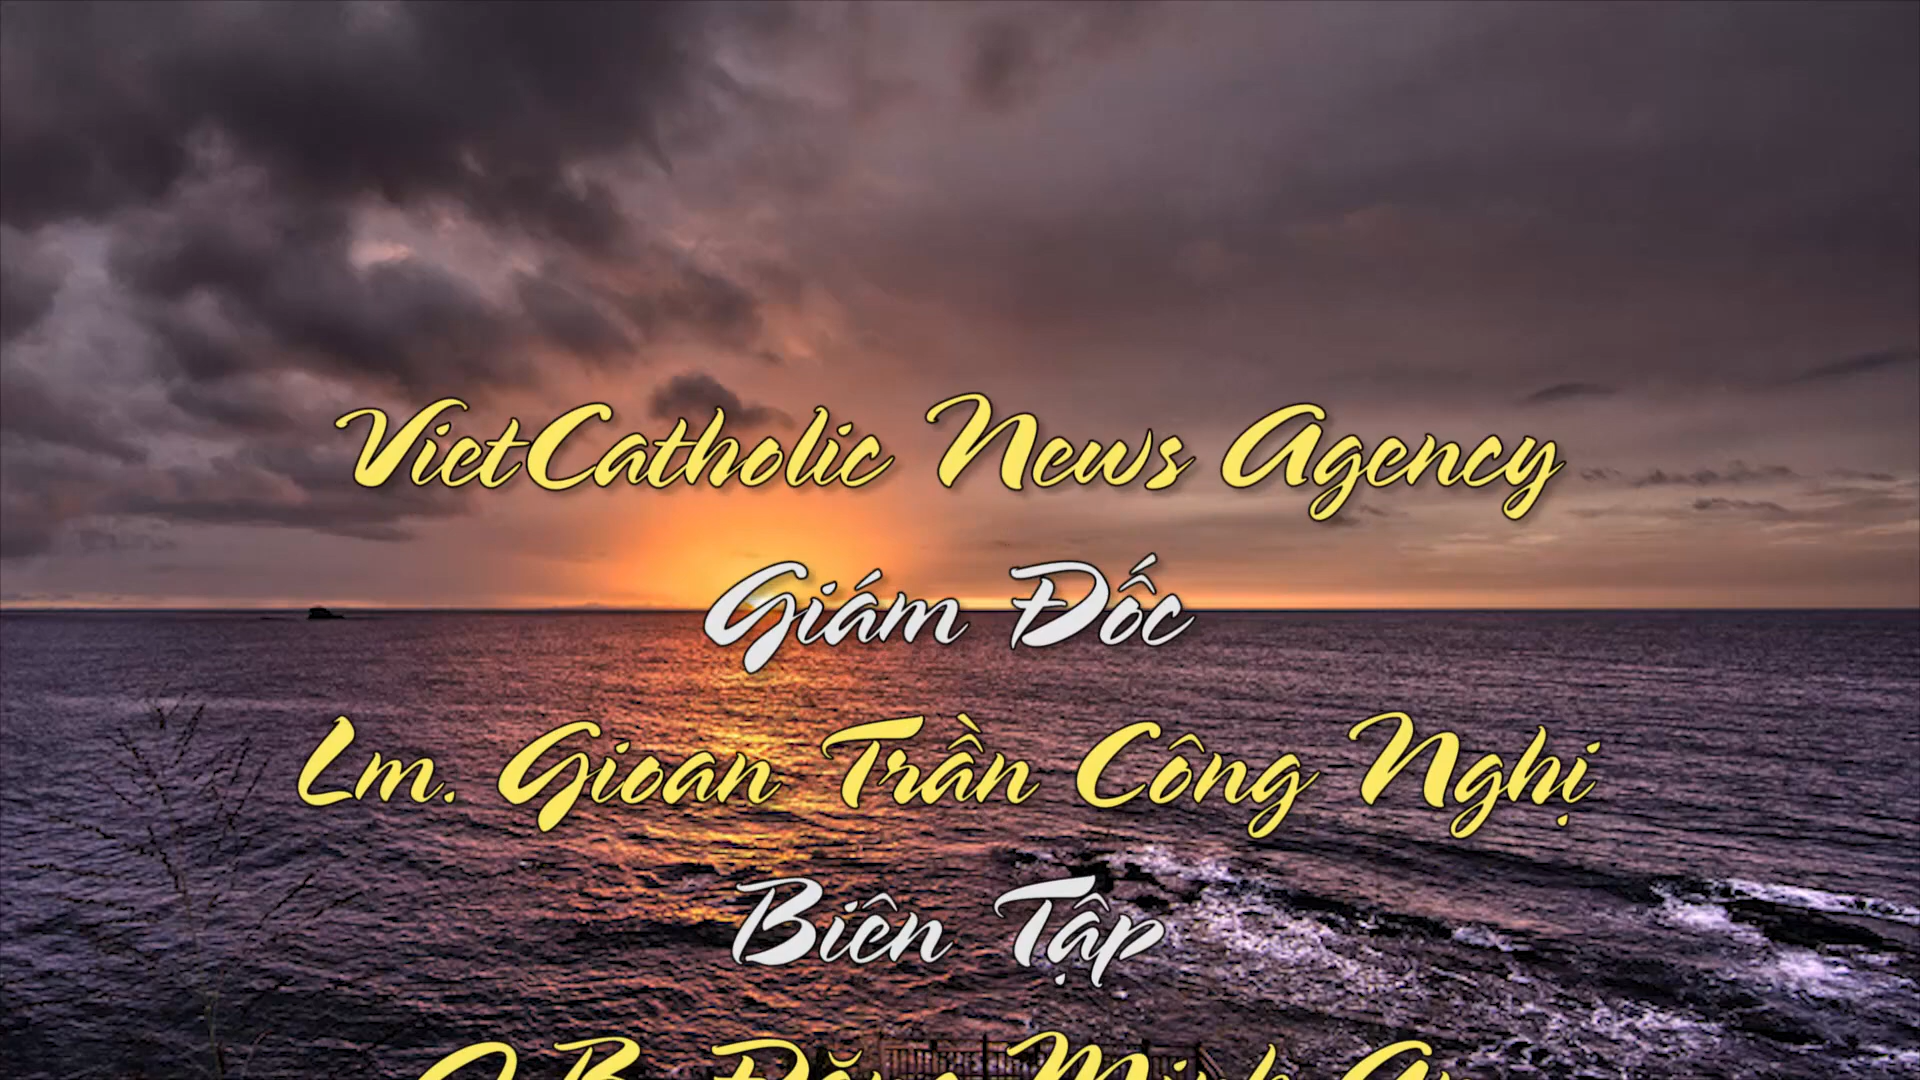 VietCatholic News Agency
Giám Đốc
Lm. Gioan Trần Công Nghị
Biên Tập